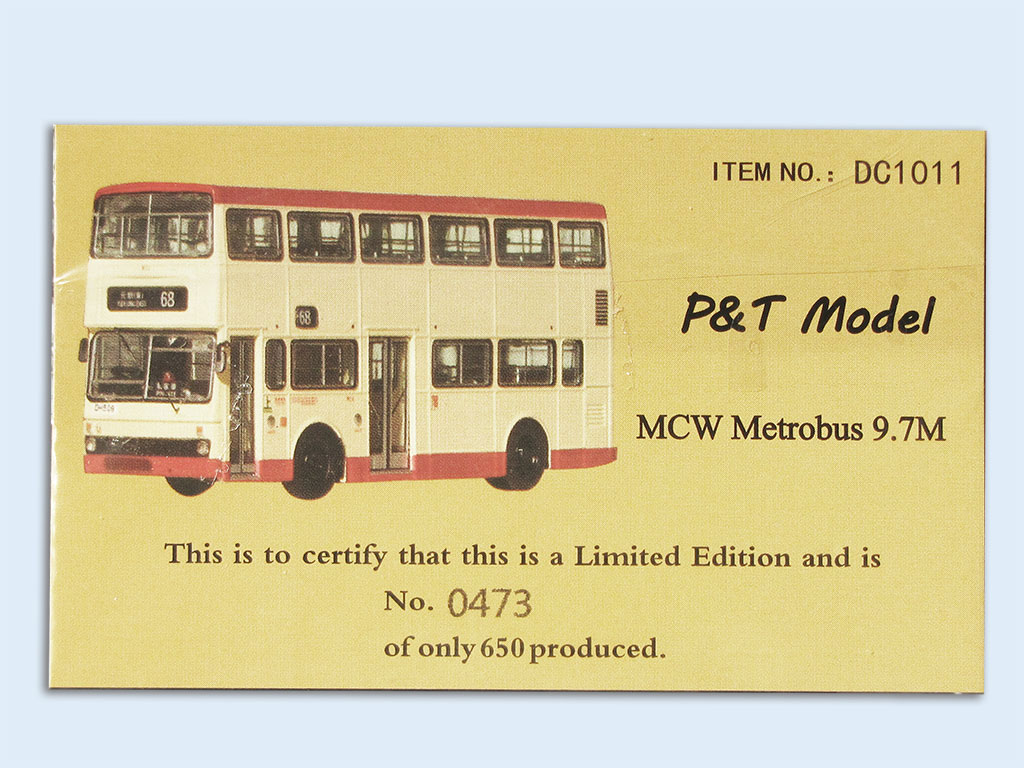 ITEM NO.: DC1011
P&T Model
MCW Metrobus 9.7M
68
68
This is to certify that this is a Limited Edition and is
No. 0473
of only 650 produced.